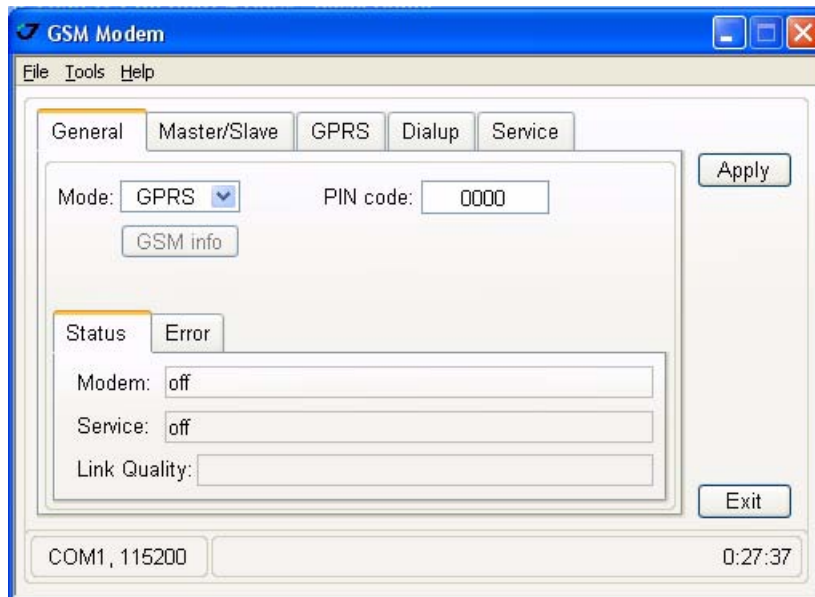 GSM Modem
File Tools Help
General Master/Slave GPRS Dialup Service
Apply
Mode: GPRS PIN code: 0000
GSM info
Status Error
Modem: off
Service: off
Link Quality:
Exit
COM1, 115200 0:27:37